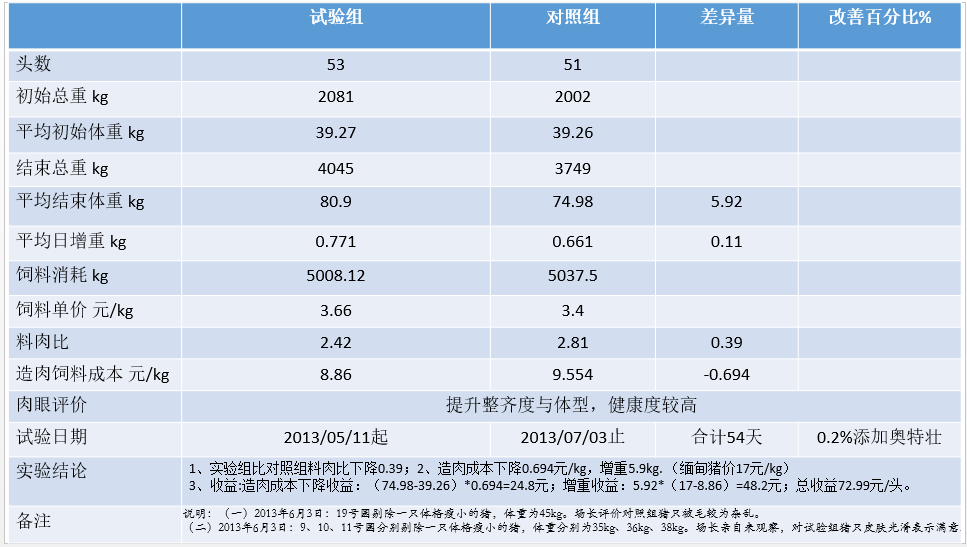 试验组 对照组 差异量 改善百分比%
头数 53 51
初始总重 kg 2081 2002
平均初始体重 kg 39.27 39.26
结束总重 kg 4045 3749
平均结束体重 kg 80.9 74.98 5.92
平均日增重 kg 0.771 0.661 0.11
饲料消耗 kg 5008.12 5037.5
饲料单价 元/kg 3.66 3.4
料肉比 2.42 2.81 0.39
造肉饲料成本 元/kg 8.86 9.554 -0.694
肉眼评价 提升整齐度与体型，健康度较高
试验日期 2013/05/11起 2013/07/03止 合计54天 0.2%添加奥特壮
实验结论 1、实验组比对照组料肉比下降0.39；2、造肉成本下降0.694元/kg，增重5.9kg.（缅甸猪价17元/kg）
3、收益:造肉成本下降收益：（74.98-39.26）*0.694=24.8元；增重收益：5.92*（17-8.86）=48.2元；总收益72.99元/头。
备注 说明：（一）2013年6月3日：19号圈剔除一只体格瘦小的猪，体重为45kg。场长评价对照组猪只被毛较为杂乱。
（二）2013年6月3日：9、10、11号圈分别剔除一只体格瘦小的猪，体重分别为35kg、36kg、38kg。场长亲自来观察，对试验组猪只皮肤光滑表示满意.